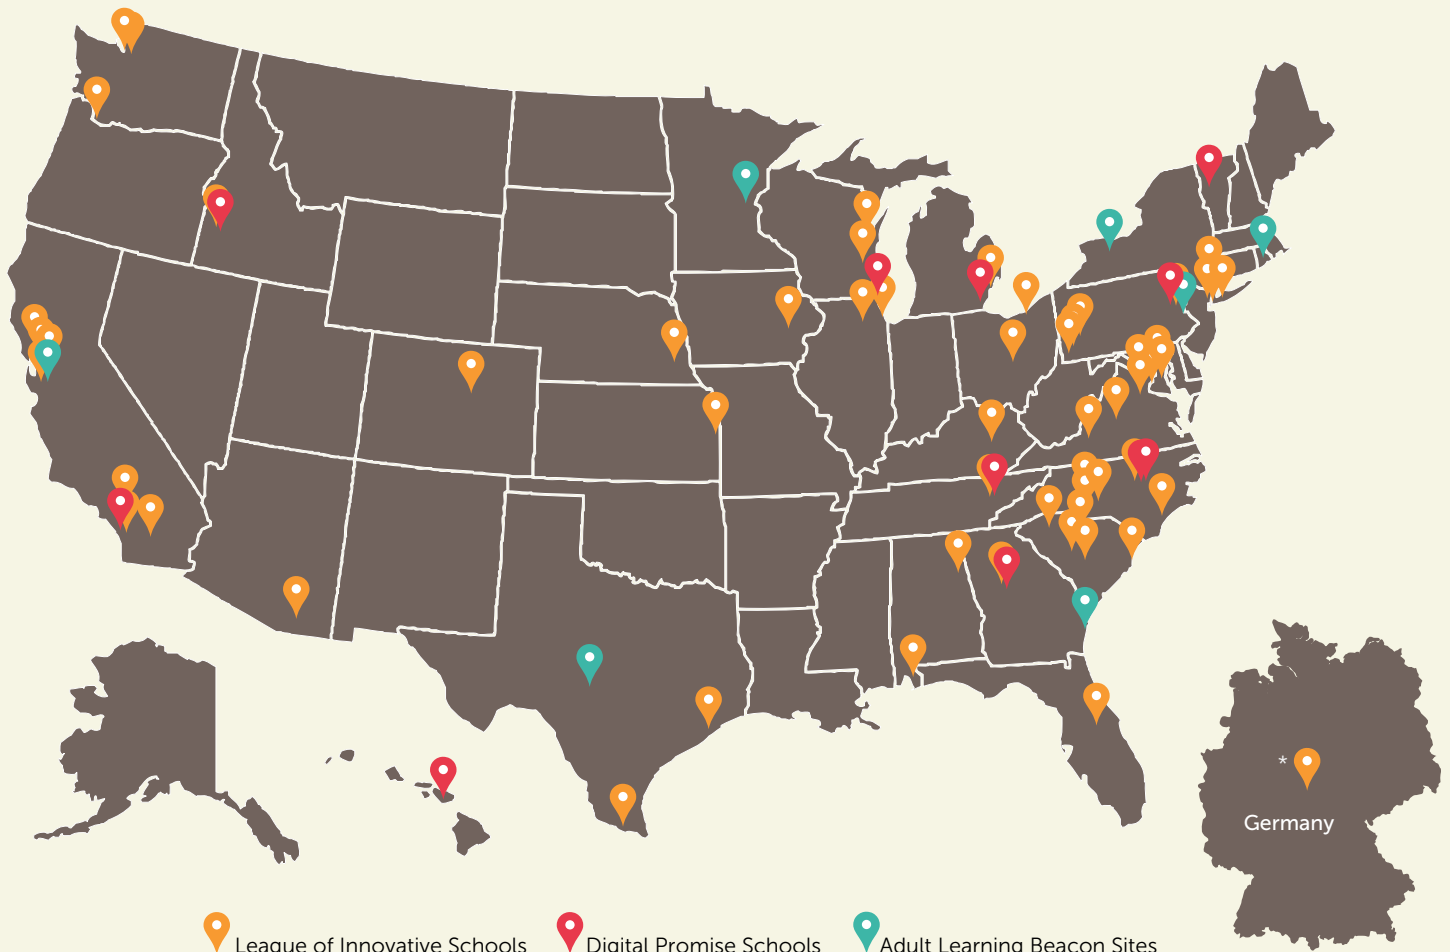 *
Germany
League of Innovative Schools
Digital Promise Schools
Adult Learning Beacon Sites